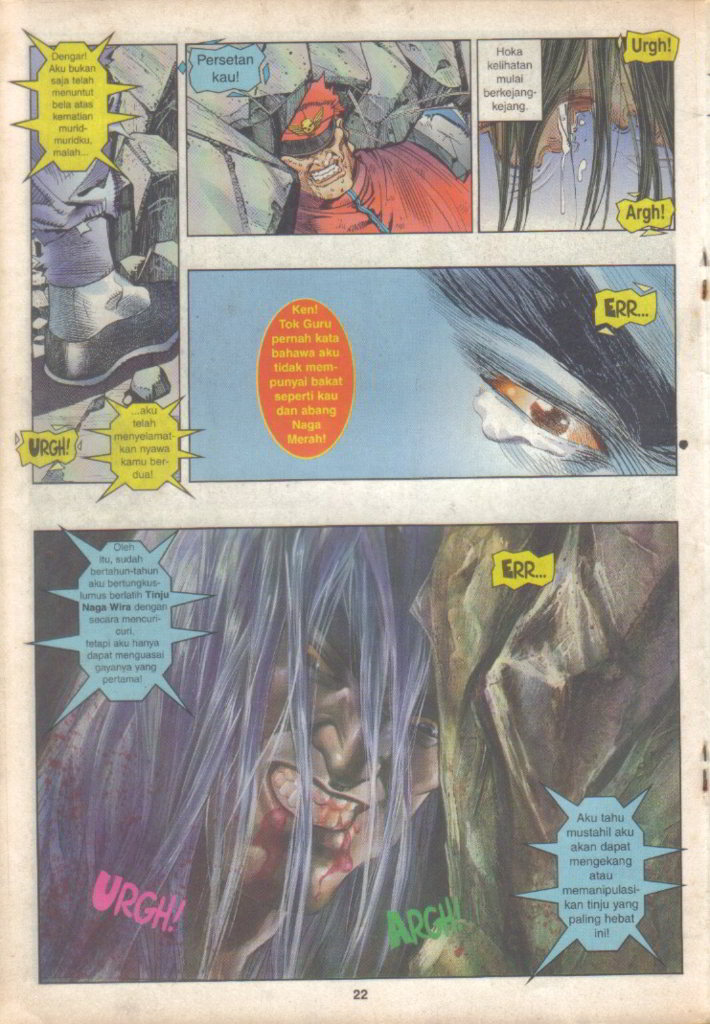 Dengar!
Aku bukan
saja telah
menuntut
bela atas
kematian
murid-
muridku,
malah...
...aku
telah
menyelamat-
kan nyawa
kamu ber-
dua!
URGH!
Persetan
kau!
Hoka
kelihatan
mulai
berkejang-
kejang.
Urgh!
Argh!
Ken!
Tok Guru
pernah kata
bahawa aku
tidak mem-
punyai bakat
seperti kau
dan abang
Naga
Merah!
ERR...
Oleh
itu, sudah
bertahun-tahun
aku bertungkus-
lumus berlatih Tinju
Naga Wira dengan
secara mencuri-
curi,
tetapi aku hanya
dapat menguasai
gayanya yang
pertama!
ERR...
URGH!
ARGH!
Aku tahu
mustahil aku
akan dapat
mengekang
atau
memanipulasi-
kan tinju yang
paling hebat
ini!
22